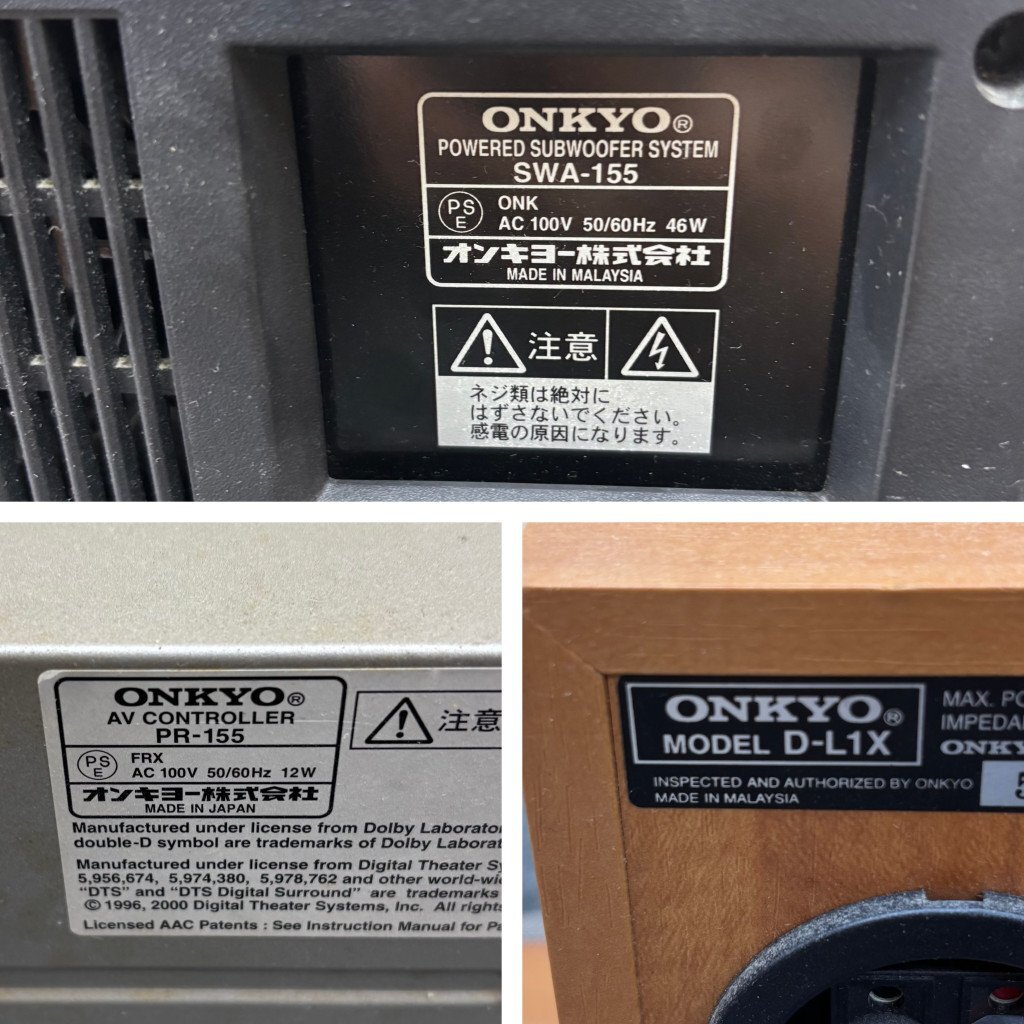 ONKYO®
POWERED SUBWOOFER SYSTEM
SWA-155
PS
E
ONK
AC 100V 50/60Hz 46W
オンキヨー株式会社
MADE IN MALAYSIA
注意
ネジ類は絶対に
はずさないでください。
感電の原因になります。
ONKYO®
AV CONTROLLER
PR-155
PS
E
FRX
AC 100V 50/60Hz 12W
オンキヨー株式会社
MADE IN JAPAN
注意
Manufactured under license from Dolby Laborato
double-D symbol are trademarks of Dolby Laborat
Manufactured under license from Digital Theater Sy
5,956,674, 5,974,380, 5,978,762 and other world-wi
"DTS" and "DTS Digital Surround" are trademarks
© 1996, 2000 Digital Theater Systems, Inc. All rights
Licensed AAC Patents : See Instruction Manual for Pa
ONKYO®
MODEL D-L1X
MAX. PO
IMPEDA
ONKY
INSPECTED AND AUTHORIZED BY ONKYO
MADE IN MALAYSIA